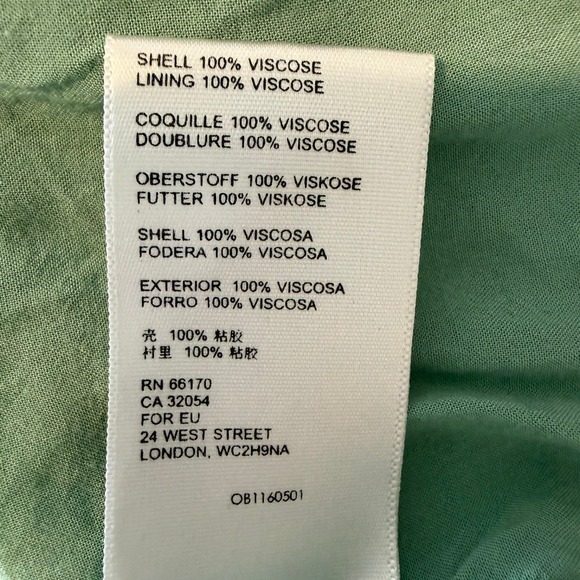 SHELL 100% VISCOSE
LINING 100% VISCOSE
COQUILLE 100% VISCOSE
DOUBLURE 100% VISCOSE
OBERSTOFF 100% VISKOSE
FUTTER 100% VISKOSE
SHELL 100% VISCOSA
FODERA 100% VISCOSA
EXTERIOR 100% VISCOSA
FORRO 100% VISCOSA
壳 100% 粘胶
衬里 100% 粘胶
RN 66170
CA 32054
FOR EU
24 WEST STREET
LONDON, WC2H9NA
OB1160501